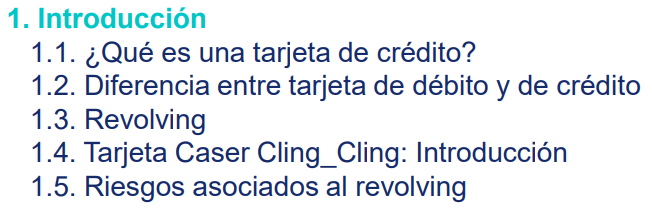 1. Introducción
1.1. ¿Qué es una tarjeta de crédito?
1.2. Diferencia entre tarjeta de débito y de crédito
1.3. Revolving
1.4. Tarjeta Caser Cling_Cling: Introducción
1.5. Riesgos asociados al revolving